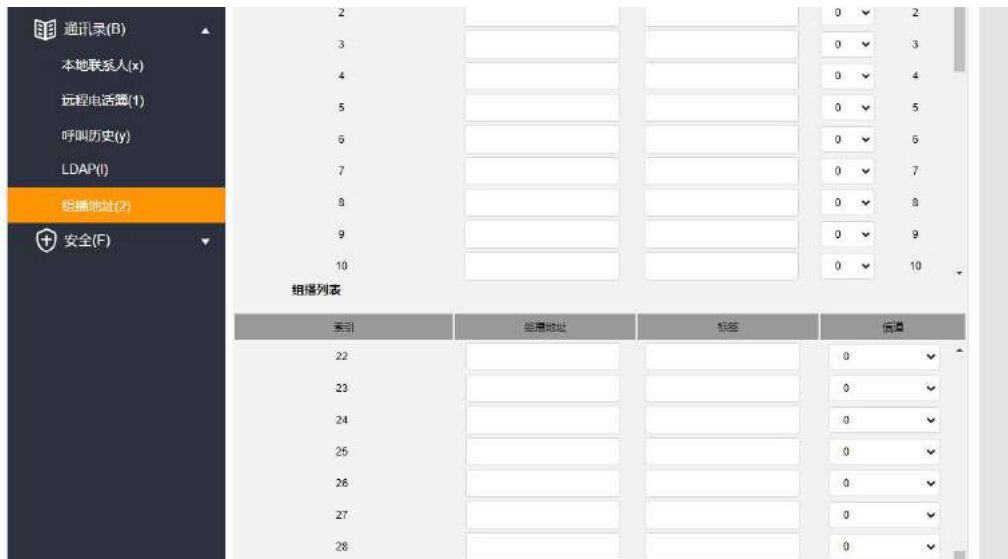 通讯录(B)
本地联系人(x)
远程电话簿(1)
呼叫历史(y)
LDAP(l)
组播地址(2)
安全(F)
2 0 2
3 0 3
4 0 4
5 0 5
6 0 6
7 0 7
8 0 8
9 0 9
10 0 10
组播列表
索引 组播地址 标签 信道
22 0
23 0
24 0
25 0
26 0
27 0
28 0